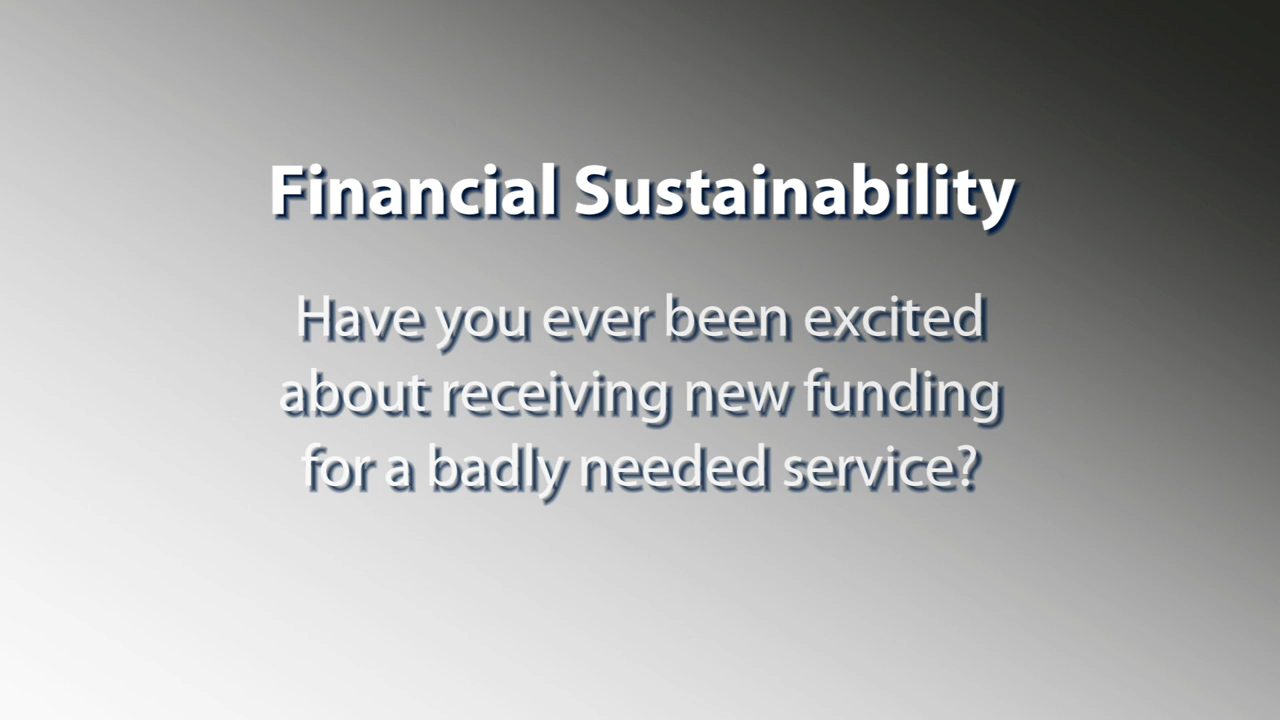 Financial Sustainability
Have you ever been excited
about receiving new funding
for a badly needed service?